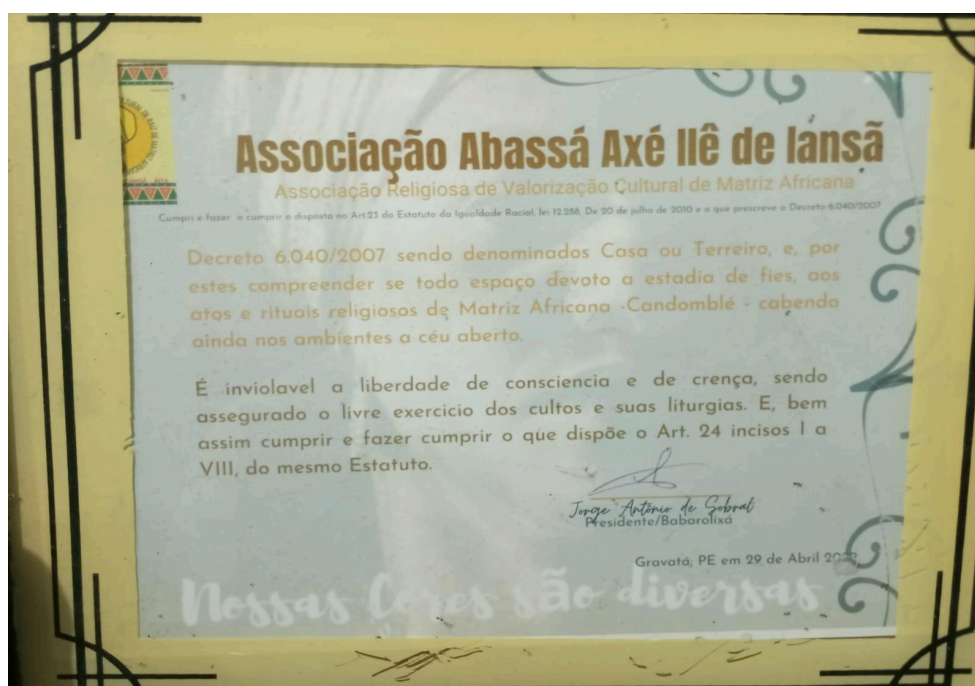 Associação Abassá Axé Ilê de Iánsã
Associação Religiosa de Valorização Cultural de Matriz Africana
Cumpri e fazer o cumprir o disposto no Art.23 do Estatuto da Igualdade Racial, lei 12.288, De 20 de julho de 2010 e o que prescreve o Decreto 6.040/2007
Decreto 6.040/2007 sendo denominados Casa ou Terreiro, e, por
estes compreender se todo espaço devoto a estadia de fies, aos
atos e rituais religiosos de Matriz Africana -Candomblé - cabendo
ainda nos ambientes a céu aberto.
É inviolavel a liberdade de consciencia e de crença, sendo
assegurado o livre exercicio dos cultos e suas liturgias. E, bem
assim cumprir e fazer cumprir o que dispõe o Art. 24 incisos I a
VIII, do mesmo Estatuto.
Jorge Antônio de Sobral
Presidente/Babarolixá
Gravatá, PE em 29 de Abril
Nossas Cores são diversas